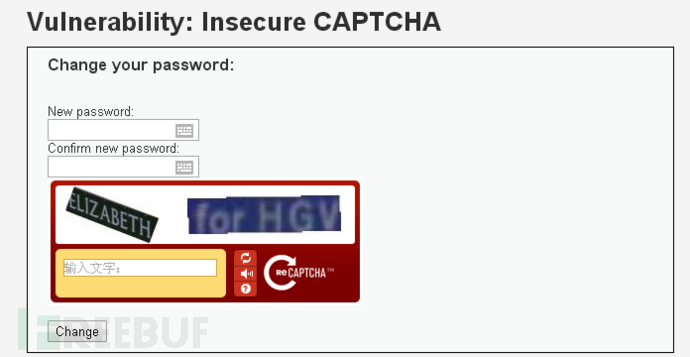 Vulnerability: Insecure CAPTCHA
Change your password:
New password:
Confirm new password:
ELIZABETH for HGV
输入文字：
reCAPTCHA™
Change
FREEBUF